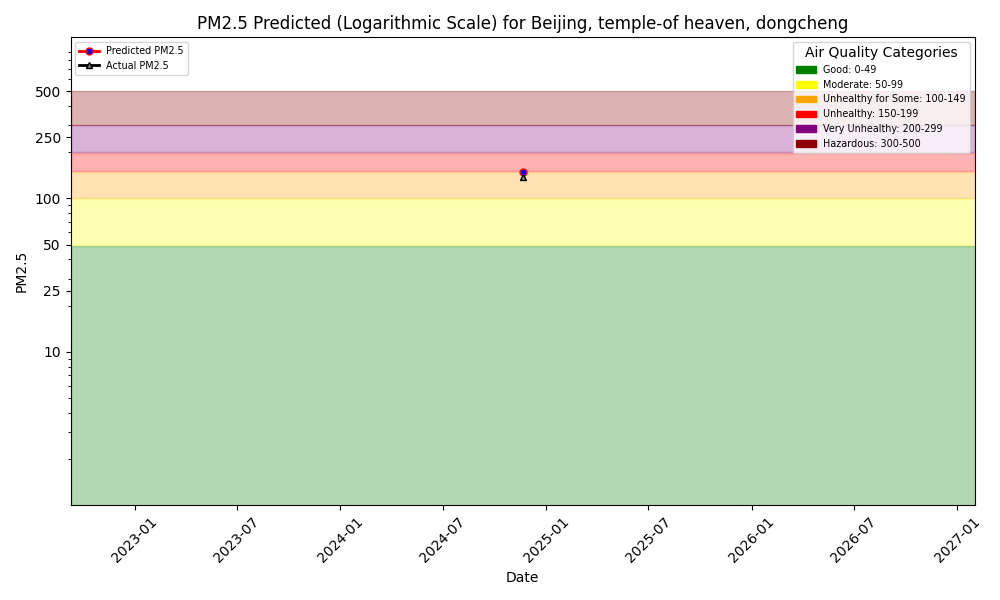 PM2.5 Predicted (Logarithmic Scale) for Beijing, temple-of heaven, dongcheng
Predicted PM2.5
Actual PM2.5
Air Quality Categories
Good: 0-49
Moderate: 50-99
Unhealthy for Some: 100-149
Unhealthy: 150-199
Very Unhealthy: 200-299
Hazardous: 300-500
PM2.5
500
250
100
50
25
10
2023-01
2023-07
2024-01
2024-07
2025-01
2025-07
2026-01
2026-07
2027-01
Date